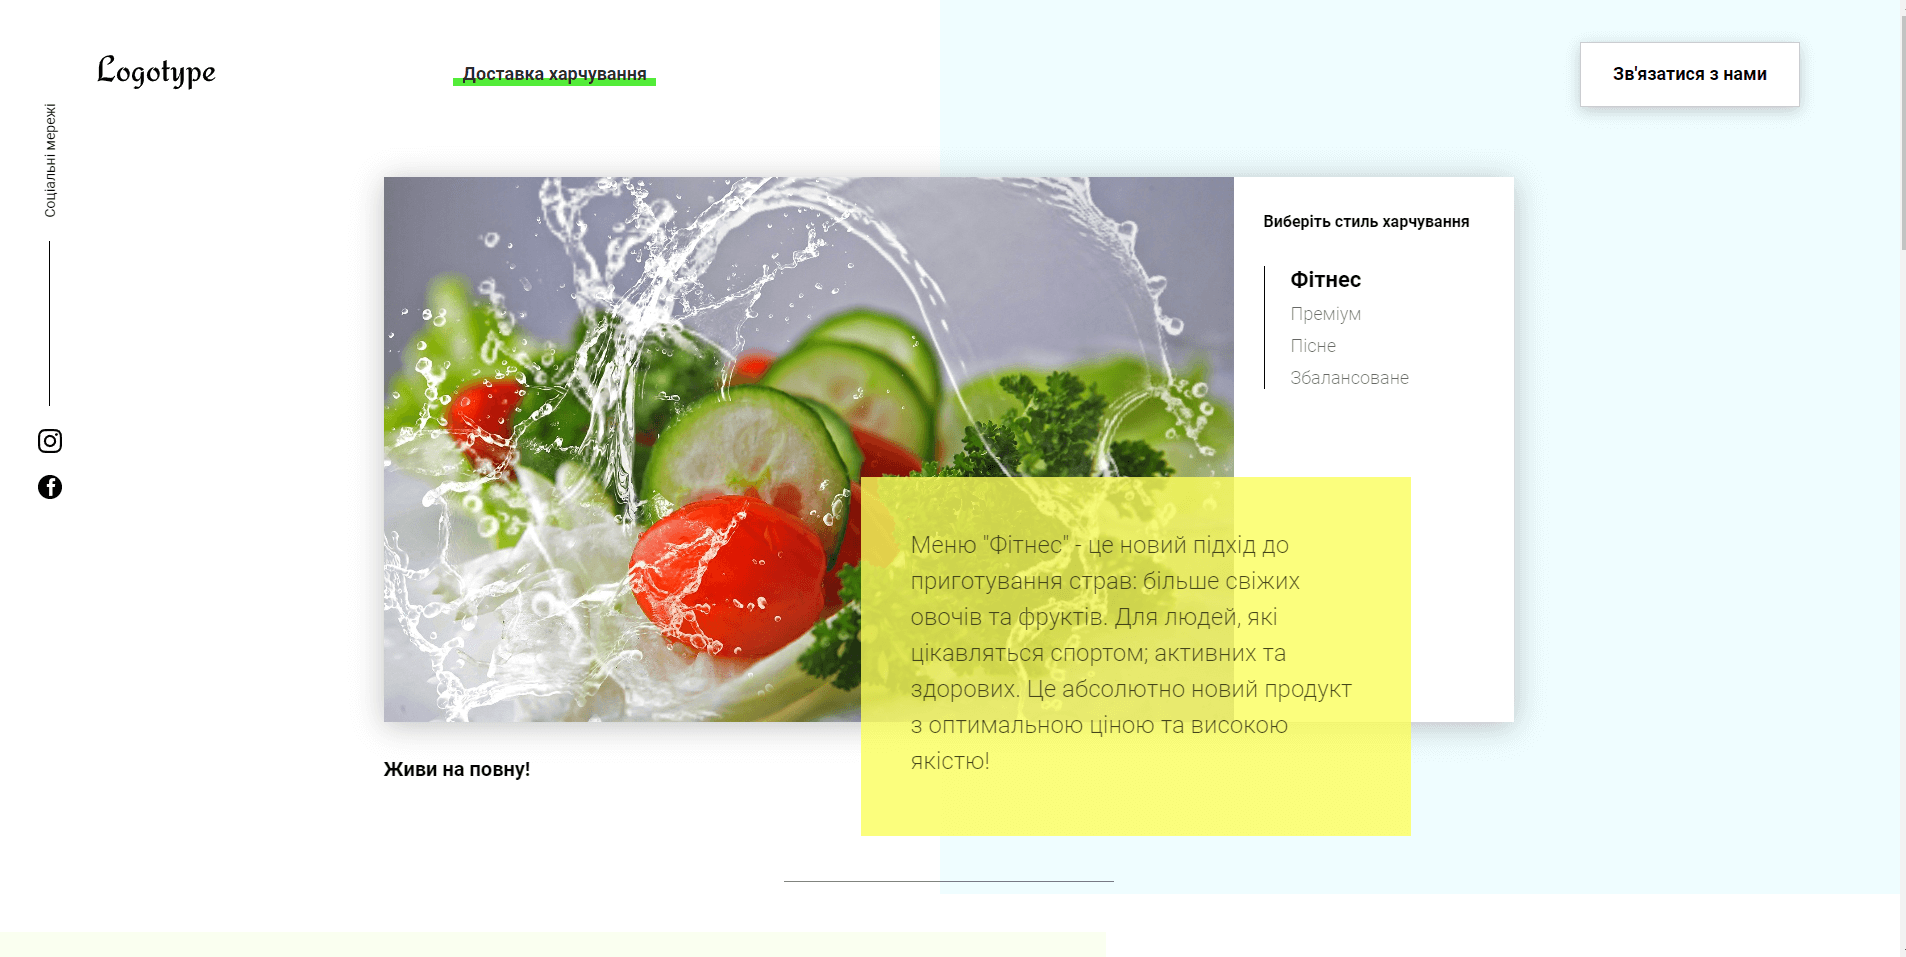 Logotype
Доставка харчування
Зв'язатися з нами
Соціальні мережі
Виберіть стиль харчування
Фітнес
Преміум
Пісне
Збалансоване
Меню "Фітнес" - це новий підхід до
приготування страв: більше свіжих
овочів та фруктів. Для людей, які
цікавляться спортом; активних та
здорових. Це абсолютно новий продукт
з оптимальною ціною та високою
якістю!
Живи на повну!